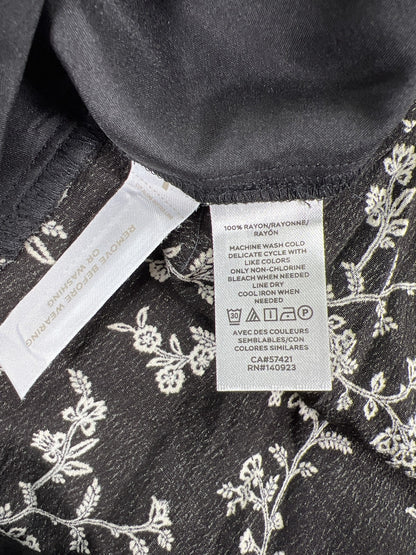 REMOVE BEFORE WEARING
OR WASHING
100% RAYON/RAYONNE/
RAYÓN
MACHINE WASH COLD
DELICATE CYCLE WITH
LIKE COLORS
ONLY NON-CHLORINE
BLEACH WHEN NEEDED
LINE DRY
COOL IRON WHEN
NEEDED
30
P
AVEC DES COULEURS
SEMBLABLES/CON
COLORES SIMILARES
CA#57421
RN#140923